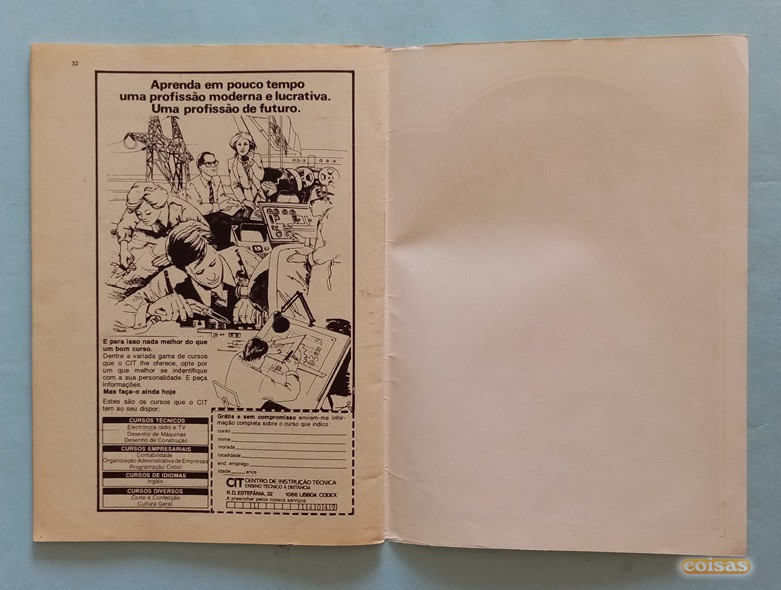 32
Aprenda em pouco tempo
uma profissão moderna e lucrativa.
Uma profissão de futuro.
E para isso nada melhor do que
um bom curso.
Dentre a variada gama de cursos
que o CIT lhe oferece, opte por
um que melhor se indentifique
com a sua personalidade. E peça
informações.
Mas faça-o ainda hoje
Estes são os cursos que o CIT
tem ao seu dispor:
CURSOS TÉCNICOS
Electrónica rádio e TV
Desenho de Máquinas
Desenho de Construção
CURSOS EMPRESARIAIS
Contabilidade
Organização Administrativa de Empresas
Programação Cobol
CURSOS DE IDIOMAS
Inglês
CURSOS DIVERSOS
Corte e Confecção
Cultura Geral
Grátis e sem compromisso enviam-me infor-
mação completa sobre o curso que indico
curso
nome
morada
localidade
end. emprego
idade anos
CIT CENTRO DE INSTRUÇÃO TÉCNICA
ENSINO TÉCNICO A DISTÂNCIA
R. D. ESTEFÂNIA, 32 1066 LISBOA CODEX
A preencher pelos nossos serviços
coisas